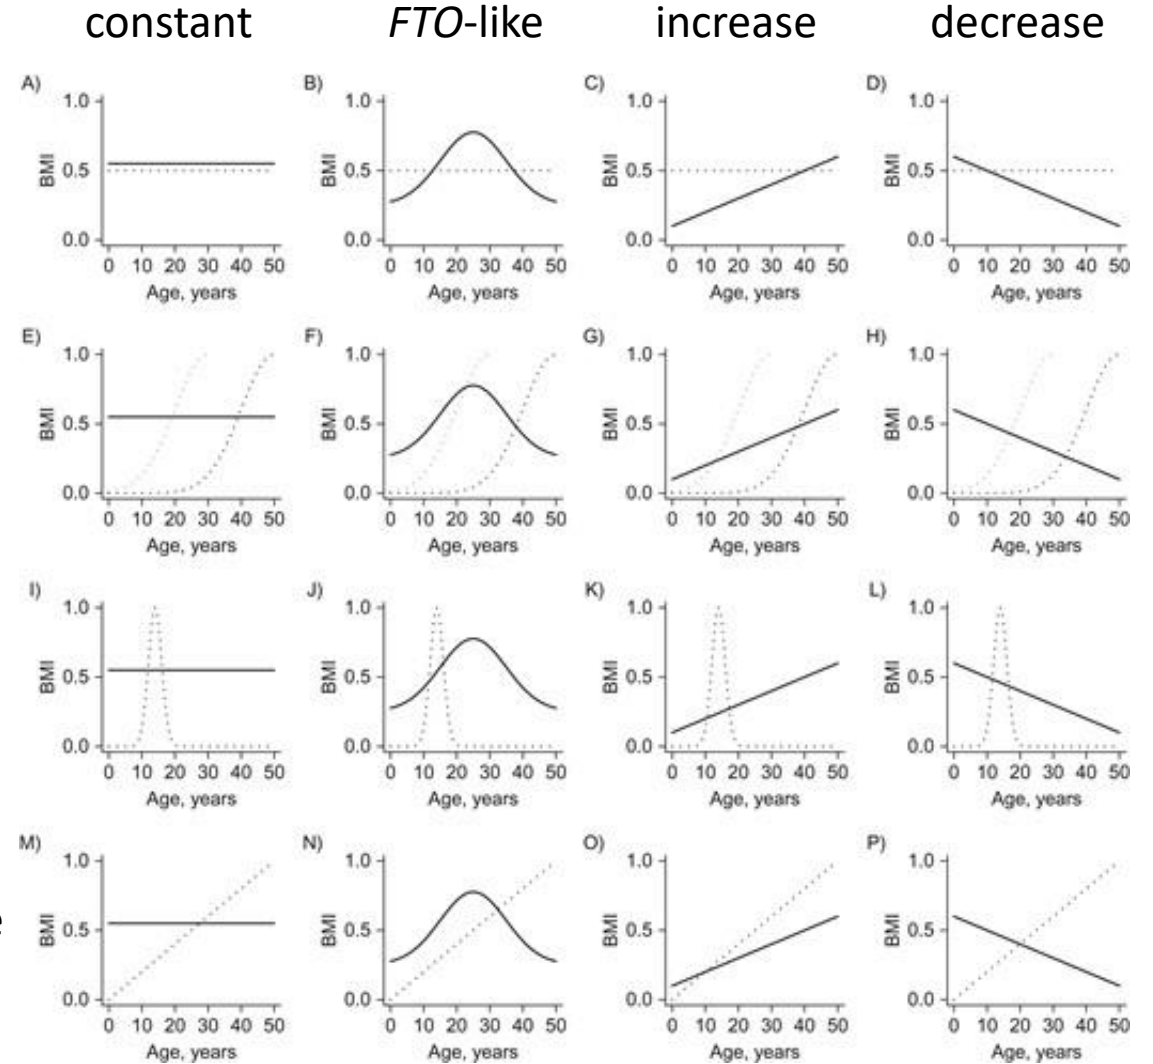 constant FTO-like increase decrease
A) B) C) D)
1.0 1.0 1.0 1.0
BMI BMI BMI BMI
0.5 0.5 0.5 0.5
0.0 0.0 0.0 0.0
0 10 20 30 40 50 0 10 20 30 40 50 0 10 20 30 40 50 0 10 20 30 40 50
Age, years Age, years Age, years Age, years
E) F) G) H)
1.0 1.0 1.0 1.0
BMI BMI BMI BMI
0.5 0.5 0.5 0.5
0.0 0.0 0.0 0.0
0 10 20 30 40 50 0 10 20 30 40 50 0 10 20 30 40 50 0 10 20 30 40 50
Age, years Age, years Age, years Age, years
I) J) K) L)
1.0 1.0 1.0 1.0
BMI BMI BMI BMI
0.5 0.5 0.5 0.5
0.0 0.0 0.0 0.0
0 10 20 30 40 50 0 10 20 30 40 50 0 10 20 30 40 50 0 10 20 30 40 50
Age, years Age, years Age, years Age, years
M) N) O) P)
1.0 1.0 1.0 1.0
BMI BMI BMI BMI
0.5 0.5 0.5 0.5
0.0 0.0 0.0 0.0
0 10 20 30 40 50 0 10 20 30 40 50 0 10 20 30 40 50 0 10 20 30 40 50
Age, years Age, years Age, years Age, years